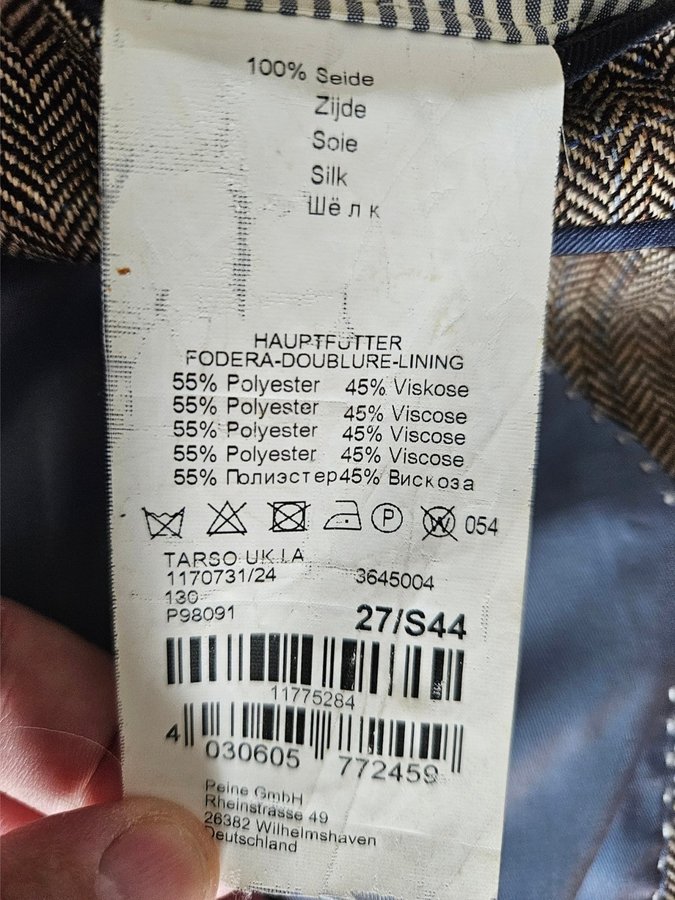 100% Seide
Zijde
Soie
Silk
Шёлк
HAUPTFUTTER
FODERA-DOUBLURE-LINING
55% Polyester 45% Viskose
55% Polyester 45% Viscose
55% Polyester 45% Viscose
55% Polyester 45% Viscose
55% Полиэстер45% Вискоза
P W 054
TARSO UK LA
1170731/24 3645004
130
P98091 27/S44
11775284
4 030605 772459
Peine GmbH
Rheinstrasse 49
26382 Wilhelmshaven
Deutschland